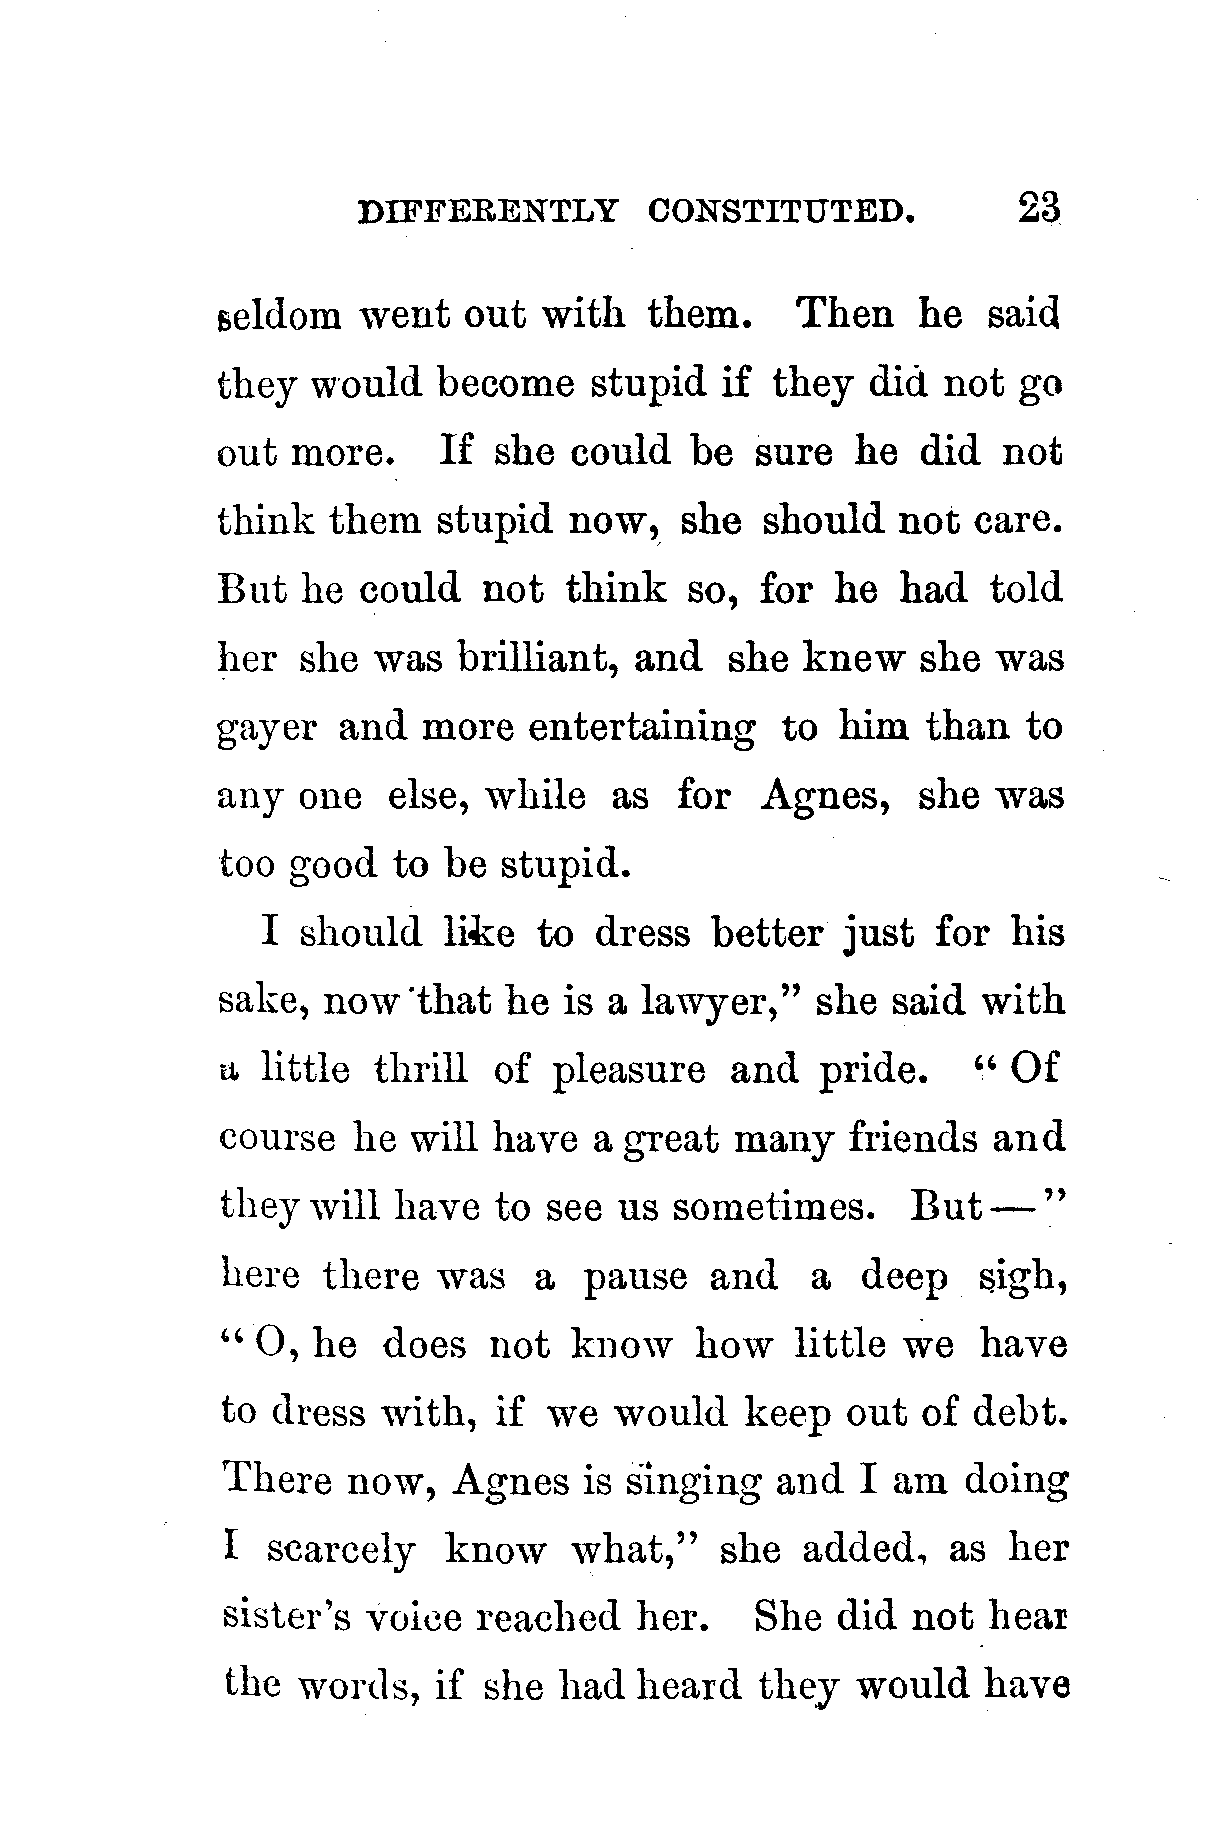 DIFFERENTLY CONSTITUTED. 23
seldom went out with them. Then he said
they would become stupid if they did not go
out more. If she could be sure he did not
think them stupid now, she should not care.
But he could not think so, for he had told
her she was brilliant, and she knew she was
gayer and more entertaining to him than to
any one else, while as for Agnes, she was
too good to be stupid.
I should like to dress better just for his
sake, now that he is a lawyer,” she said with
a little thrill of pleasure and pride. “ Of
course he will have a great many friends and
they will have to see us sometimes. But—”
here there was a pause and a deep sigh,
“ O, he does not know how little we have
to dress with, if we would keep out of debt.
There now, Agnes is singing and I am doing
I scarcely know what,” she added, as her
sister’s voice reached her. She did not hear
the words, if she had heard they would have